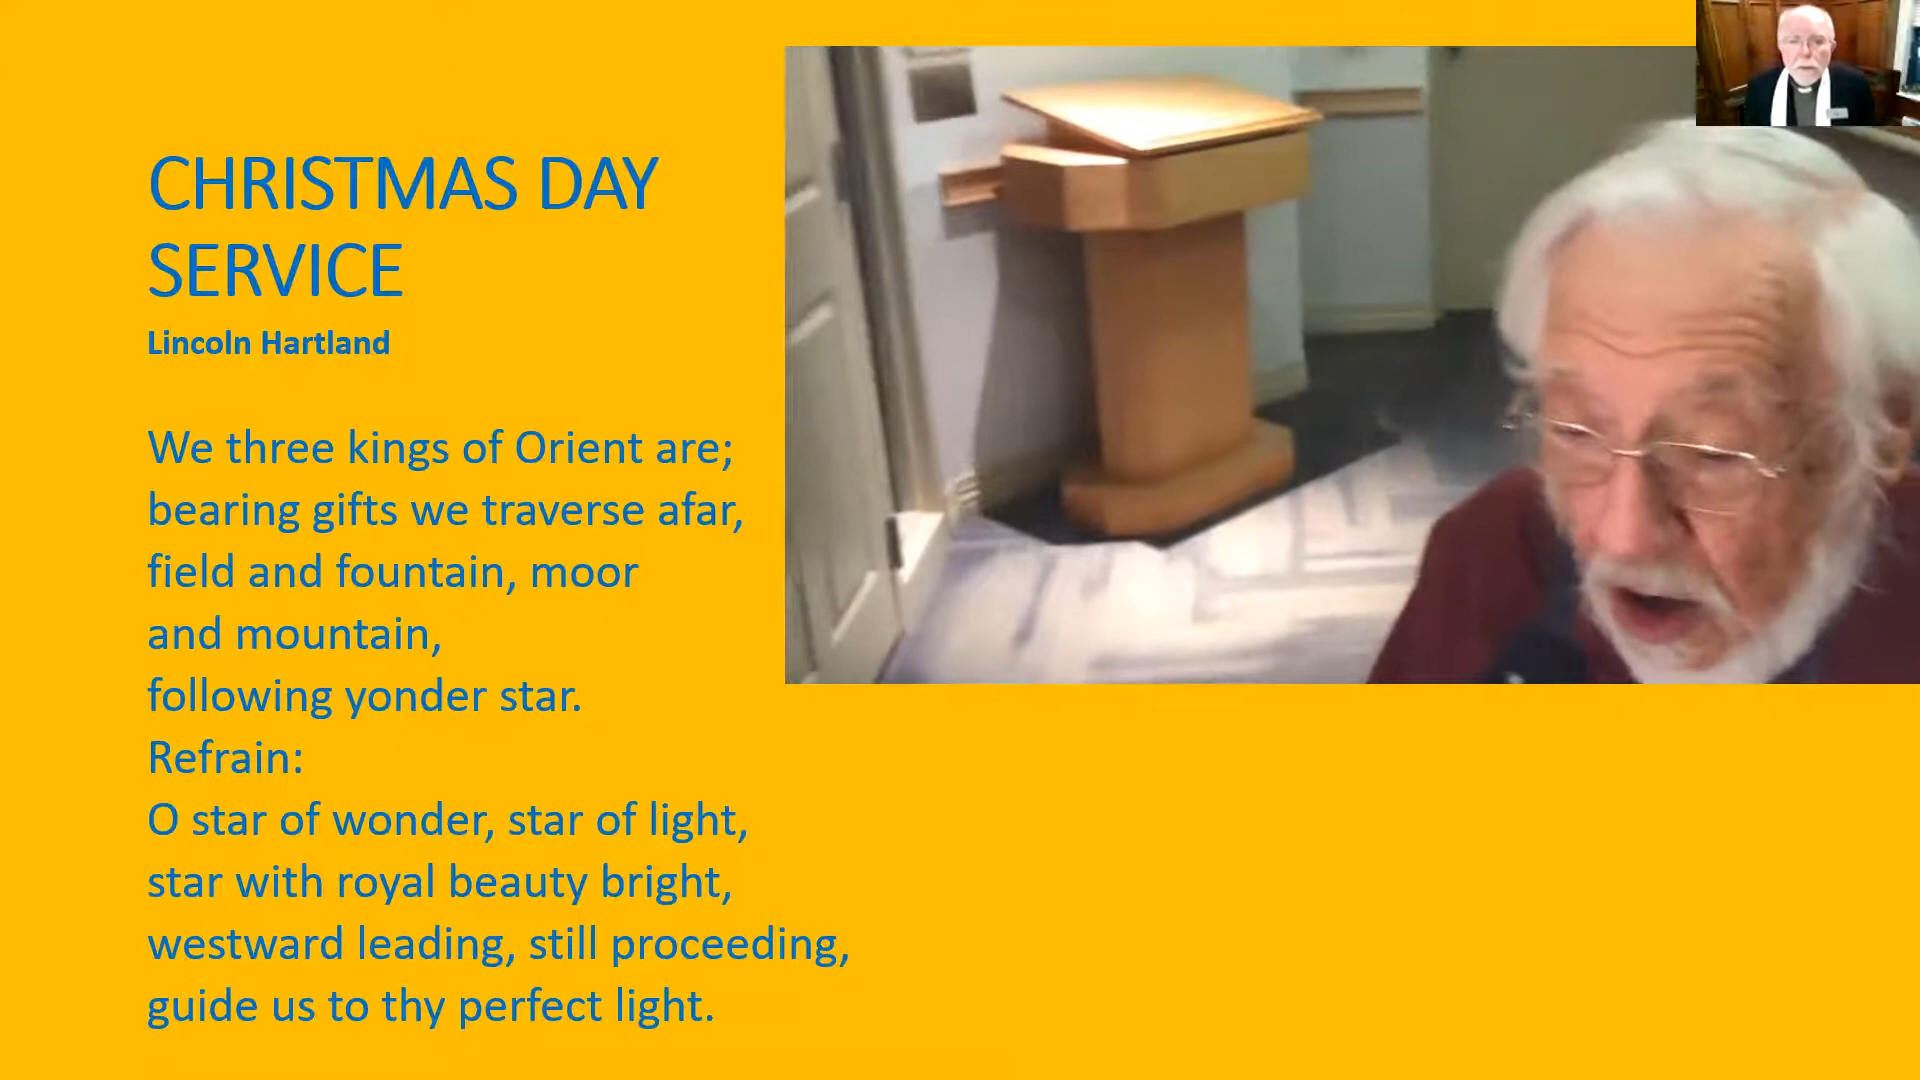 CHRISTMAS DAY
SERVICE
Lincoln Hartland
We three kings of Orient are;
bearing gifts we traverse afar,
field and fountain, moor
and mountain,
following yonder star.
Refrain:
O star of wonder, star of light,
star with royal beauty bright,
westward leading, still proceeding,
guide us to thy perfect light.